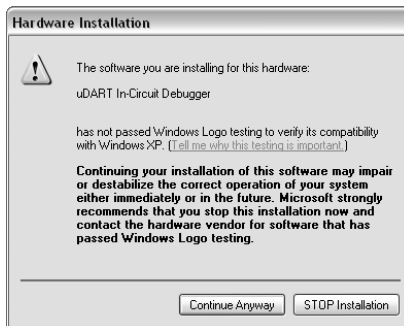 Hardware Installation
The software you are installing for this hardware:
uDART In-Circuit Debugger
has not passed Windows Logo testing to verify its compatibility
with Windows XP. (Tell me why this testing is important.)
Continuing your installation of this software may impair
or destabilize the correct operation of your system
either immediately or in the future. Microsoft strongly
recommends that you stop this installation now and
contact the hardware vendor for software that has
passed Windows Logo testing.
Continue Anyway
STOP Installation